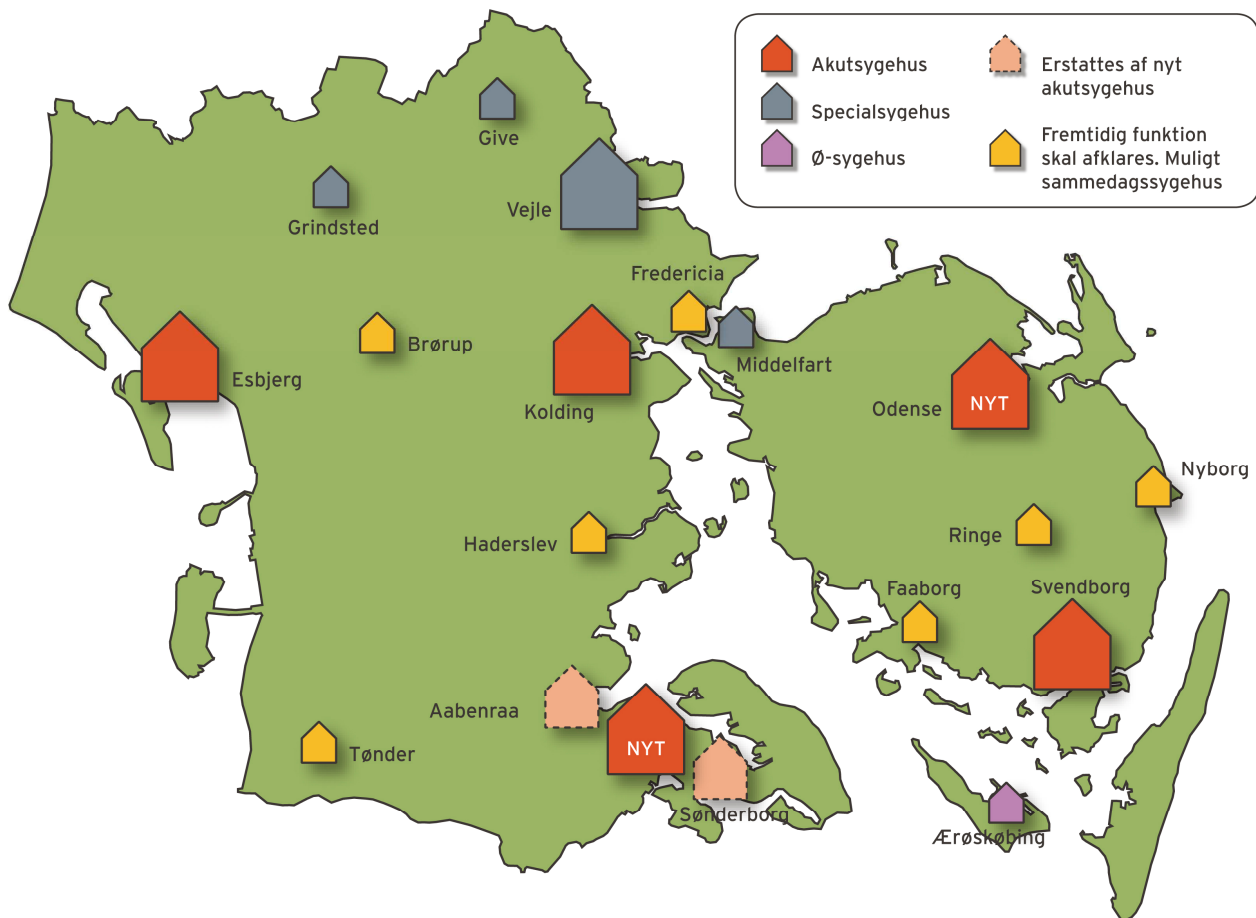 Akutsygehus
Specialsygehus
Ø-sygehus
Erstattes af nyt
akutsygehus
Fremtidig funktion
skal afklares. Muligt
sammedagssygehus
Give
Grindsted
Vejle
Fredericia
Middelfart
Brørup
Esbjerg
Kolding
Odense
NYT
Nyborg
Haderslev
Ringe
Faaborg
Svendborg
Aabenraa
NYT
Tønder
Sønderborg
Ærøskøbing